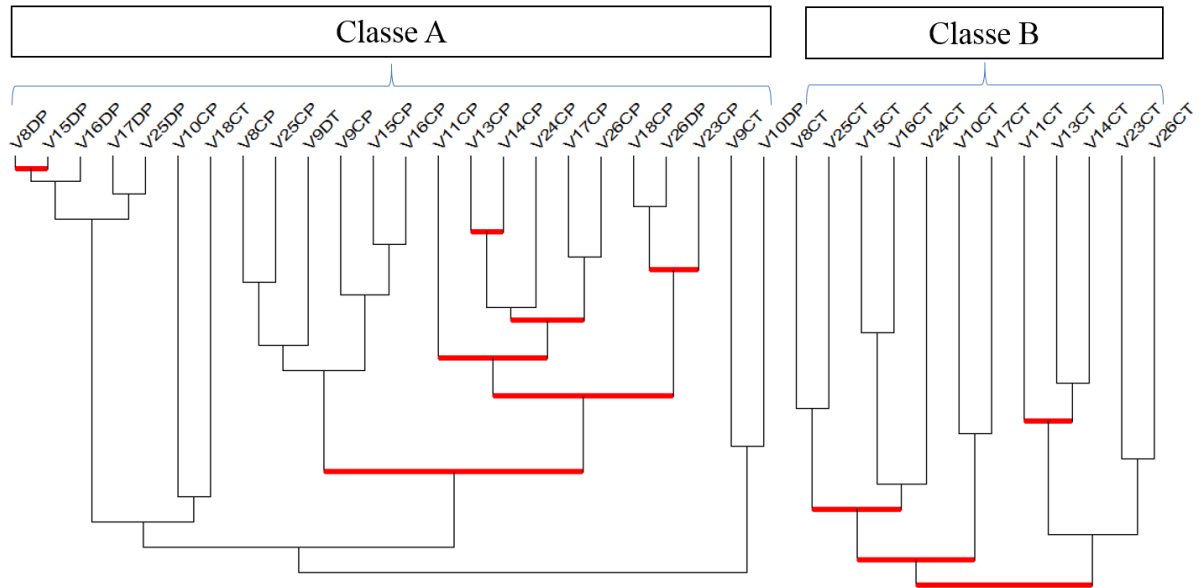 Classe A
Classe B
V8DP
V15DP
V16DP
V17DP
V25DP
V10CP
V18CT
V8CP
V25CP
V9DT
V9CP
V15CP
V16CP
V11CP
V13CP
V14CP
V24CP
V17CP
V26CP
V18CP
V26DP
V23CP
V9CT
V10DP
V8CT
V25CT
V15CT
V16CT
V24CT
V10CT
V17CT
V11CT
V13CT
V14CT
V23CT
V26CT